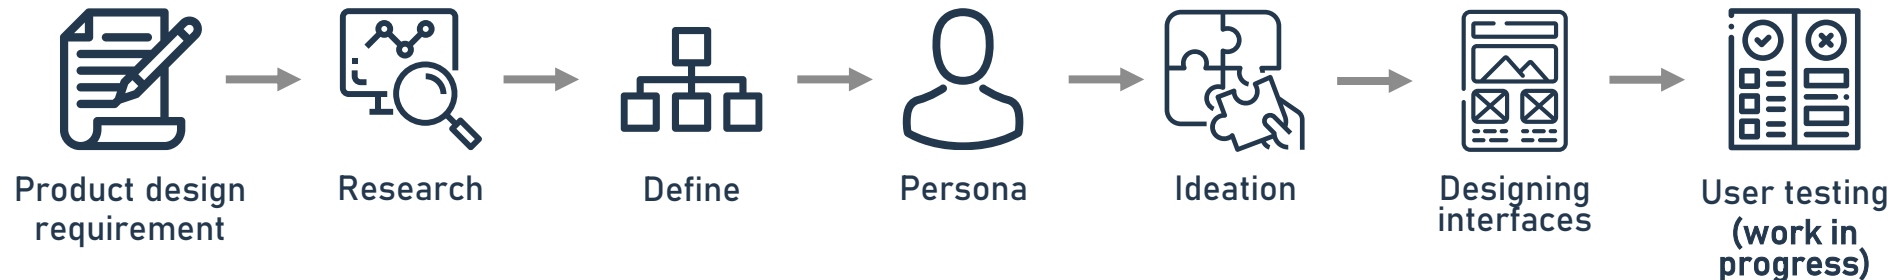 Product design
requirement
Research
Define
Persona
Ideation
Designing
interfaces
User testing
(work in
progress)